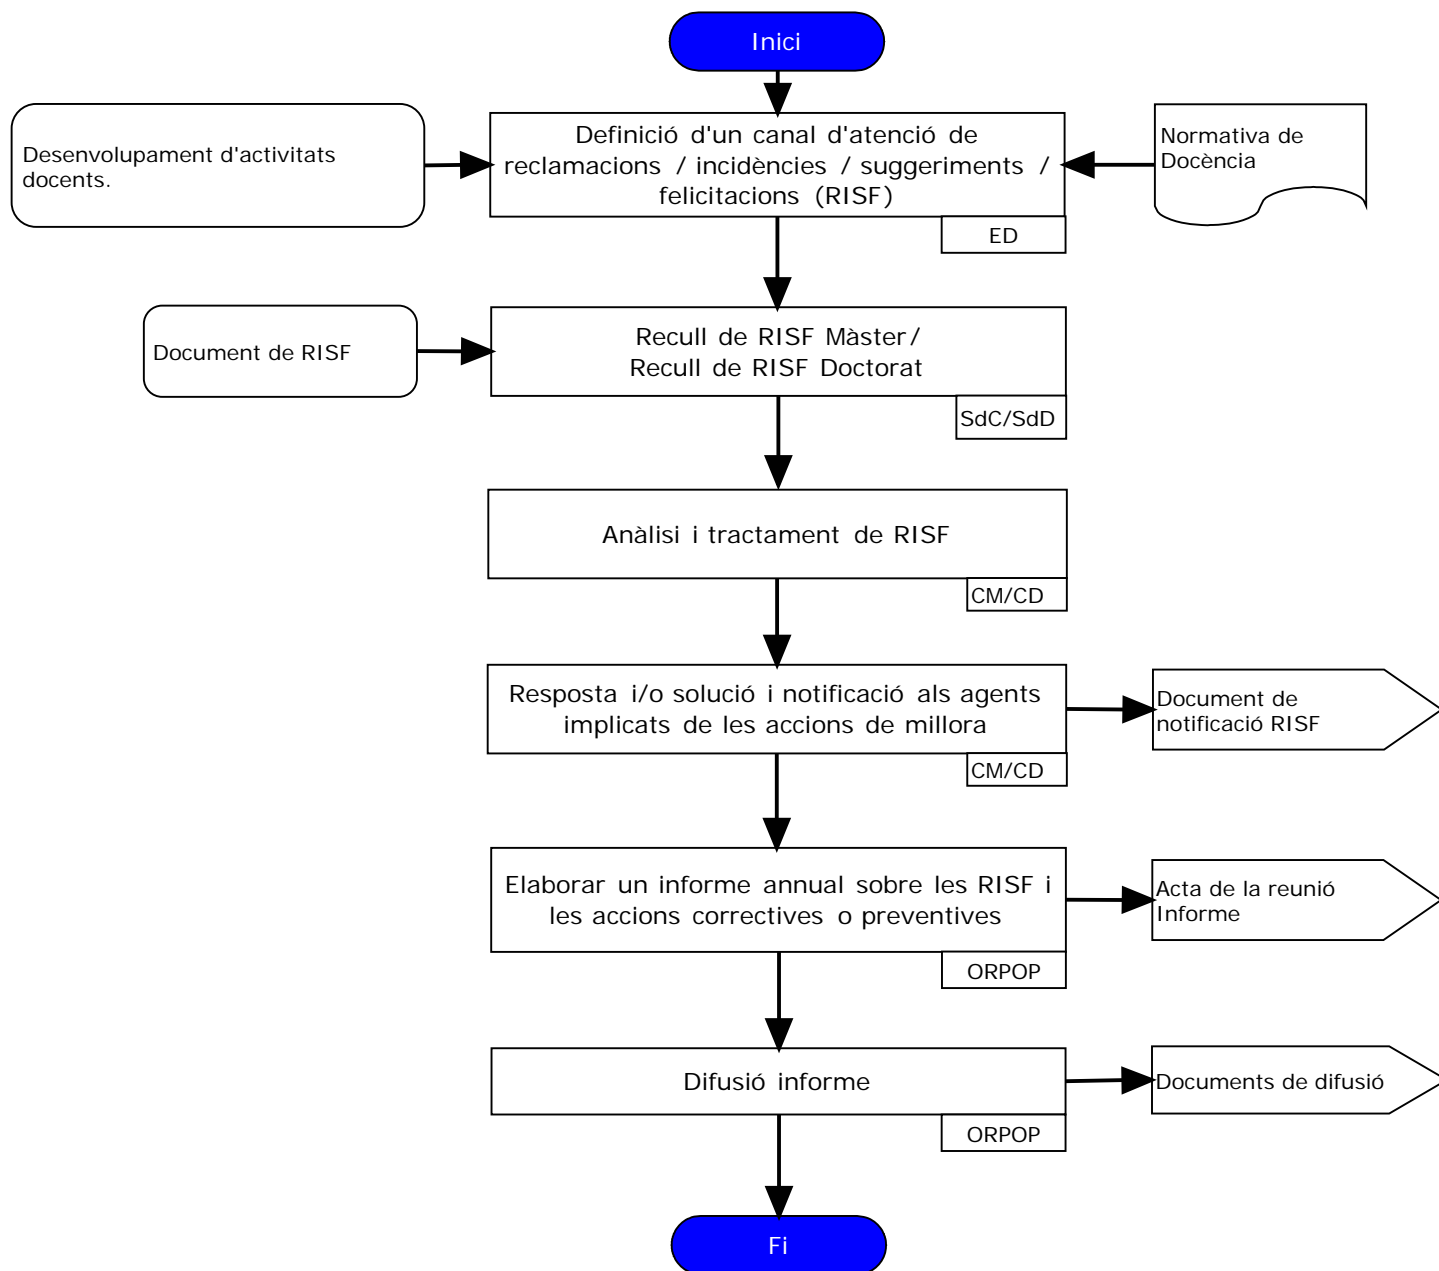 Inici
Desenvolupament d'activitats
docents.
Definició d'un canal d'atenció de
reclamacions / incidències / suggeriments /
felicitacions (RISF)
ED
Normativa de
Docència
Document de RISF
Recull de RISF Màster/
Recull de RISF Doctorat
SdC/SdD
Anàlisi i tractament de RISF
CM/CD
Resposta i/o solució i notificació als agents
implicats de les accions de millora
CM/CD
Document de
notificació RISF
Elaborar un informe annual sobre les RISF i
les accions correctives o preventives
ORPOP
Acta de la reunió
Informe
Difusió informe
ORPOP
Documents de difusió
Fi